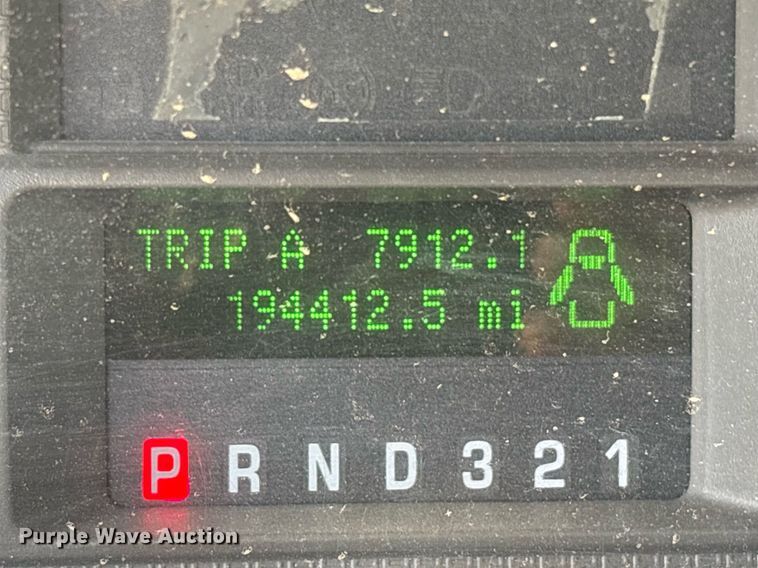 TRIP A 7912.1
194412.5 mi
P R N D 3 2 1
Purple Wave Auction